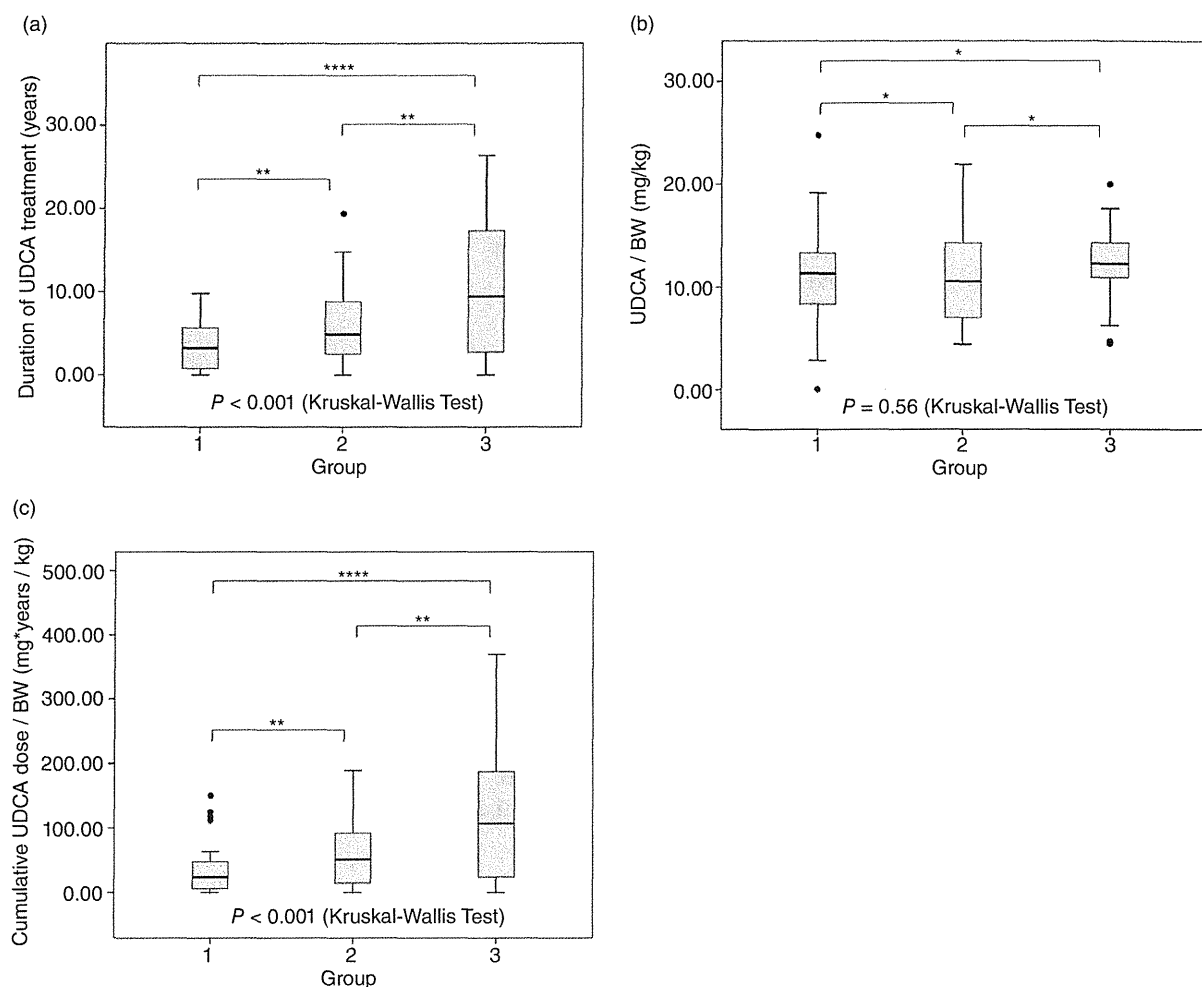 (a)
Duration of UDCA treatment (years)
30.00
20.00
10.00
0.00
****
**
**
P < 0.001 (Kruskal-Wallis Test)
1 2 3
Group
(b)
UDCA / BW (mg/kg)
30.00
20.00
10.00
0.00
*
*
*
P = 0.56 (Kruskal-Wallis Test)
1 2 3
Group
(c)
Cumulative UDCA dose / BW (mg*years / kg)
500.00
400.00
300.00
200.00
100.00
0.00
****
**
**
P < 0.001 (Kruskal-Wallis Test)
1 2 3
Group